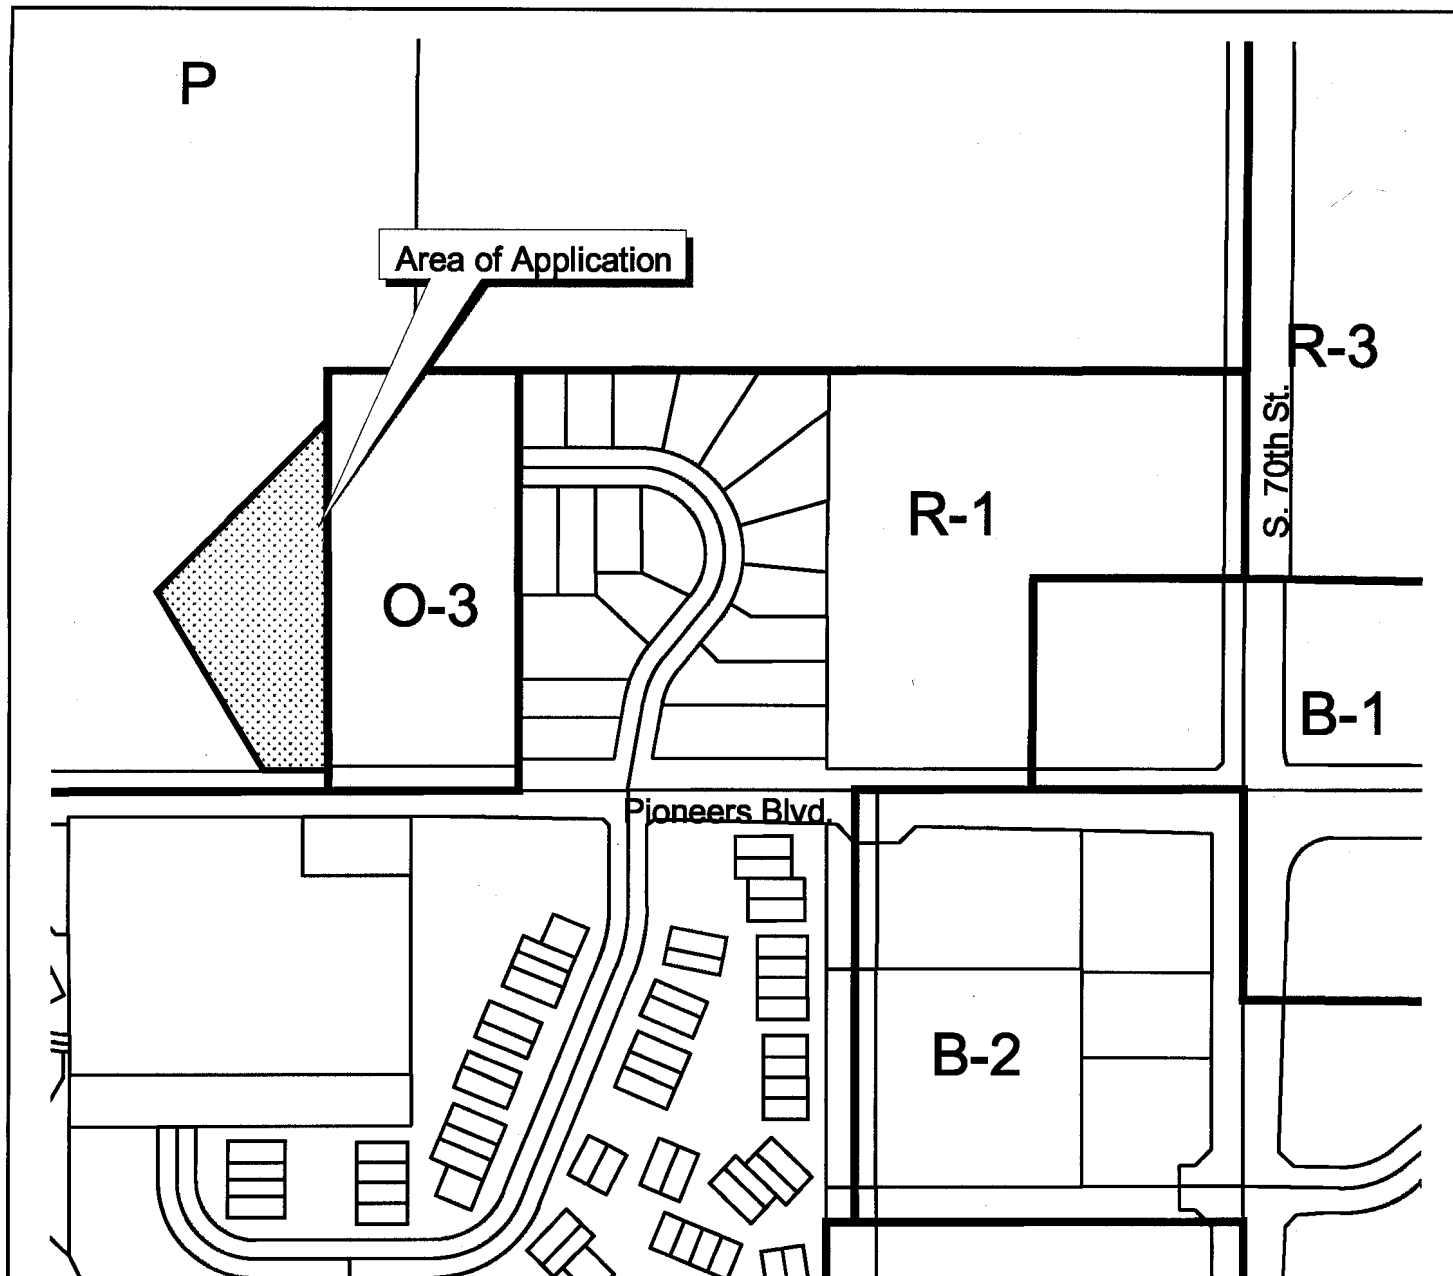 P
Area of Application
R-3
S. 70th St.
R-1
O-3
B-1
Pioneers Blvd.
B-2